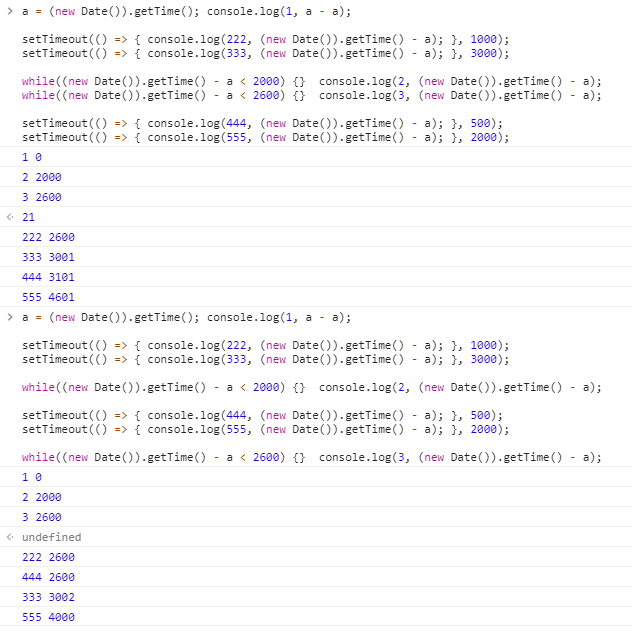 > a = (new Date()).getTime(); console.log(1, a - a);
setTimeout(() => { console.log(222, (new Date()).getTime() - a); }, 1000);
setTimeout(() => { console.log(333, (new Date()).getTime() - a); }, 3000);
while((new Date()).getTime() - a < 2000) {}  console.log(2, (new Date()).getTime() - a);
while((new Date()).getTime() - a < 2600) {}  console.log(3, (new Date()).getTime() - a);
setTimeout(() => { console.log(444, (new Date()).getTime() - a); }, 500);
setTimeout(() => { console.log(555, (new Date()).getTime() - a); }, 2000);
1 0
2 2000
3 2600
< 21
222 2600
333 3001
444 3101
555 4601
> a = (new Date()).getTime(); console.log(1, a - a);
setTimeout(() => { console.log(222, (new Date()).getTime() - a); }, 1000);
setTimeout(() => { console.log(333, (new Date()).getTime() - a); }, 3000);
while((new Date()).getTime() - a < 2000) {}  console.log(2, (new Date()).getTime() - a);
setTimeout(() => { console.log(444, (new Date()).getTime() - a); }, 500);
setTimeout(() => { console.log(555, (new Date()).getTime() - a); }, 2000);
while((new Date()).getTime() - a < 2600) {}  console.log(3, (new Date()).getTime() - a);
1 0
2 2000
3 2600
< undefined
222 2600
444 2600
333 3002
555 4000